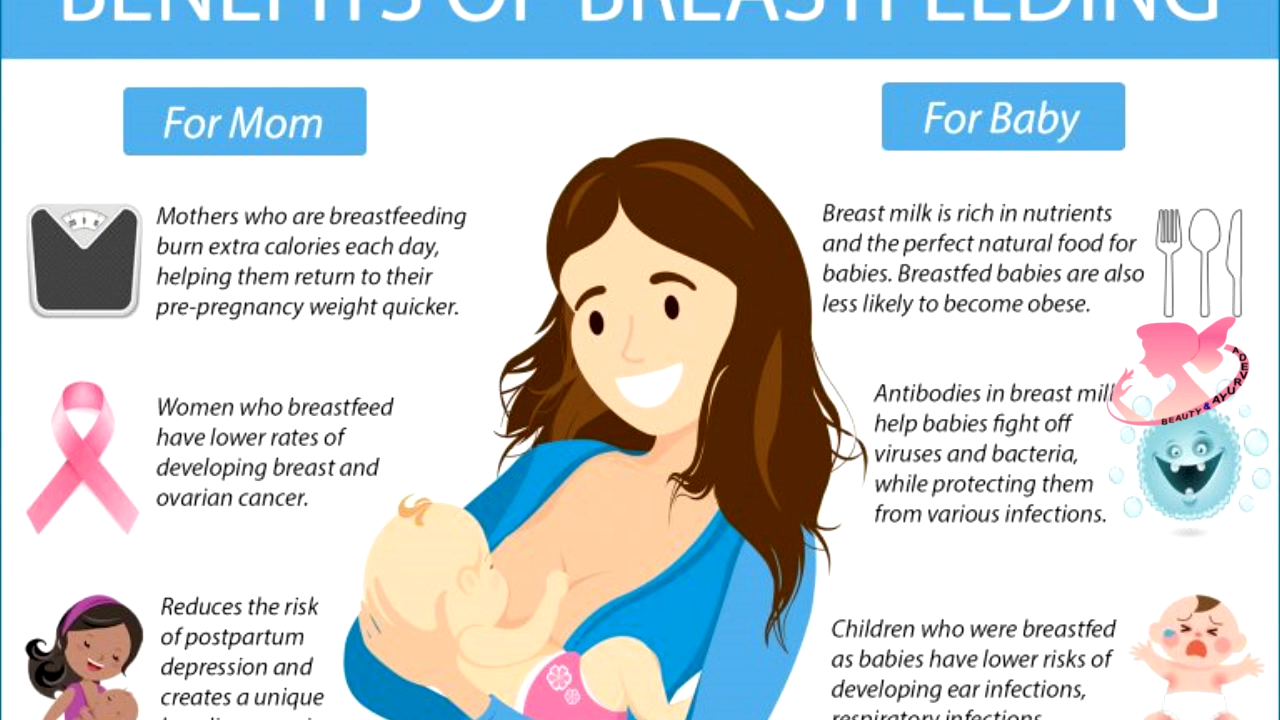 BENEFITS OF BREASTFEEDING
For Mom
Mothers who are breastfeeding
burn extra calories each day,
helping them return to their
pre-pregnancy weight quicker.
Women who breastfeed
have lower rates of
developing breast and
ovarian cancer.
Reduces the risk
of postpartum
depression and
creates a unique
For Baby
Breast milk is rich in nutrients
and the perfect natural food for
babies. Breastfed babies are also
less likely to become obese.
Antibodies in breast milk
help babies fight off
viruses and bacteria,
while protecting them
from various infections.
BEAUTY & AYURVEDA
Children who were breastfed
as babies have lower risks of
developing ear infections,
respiratory infections